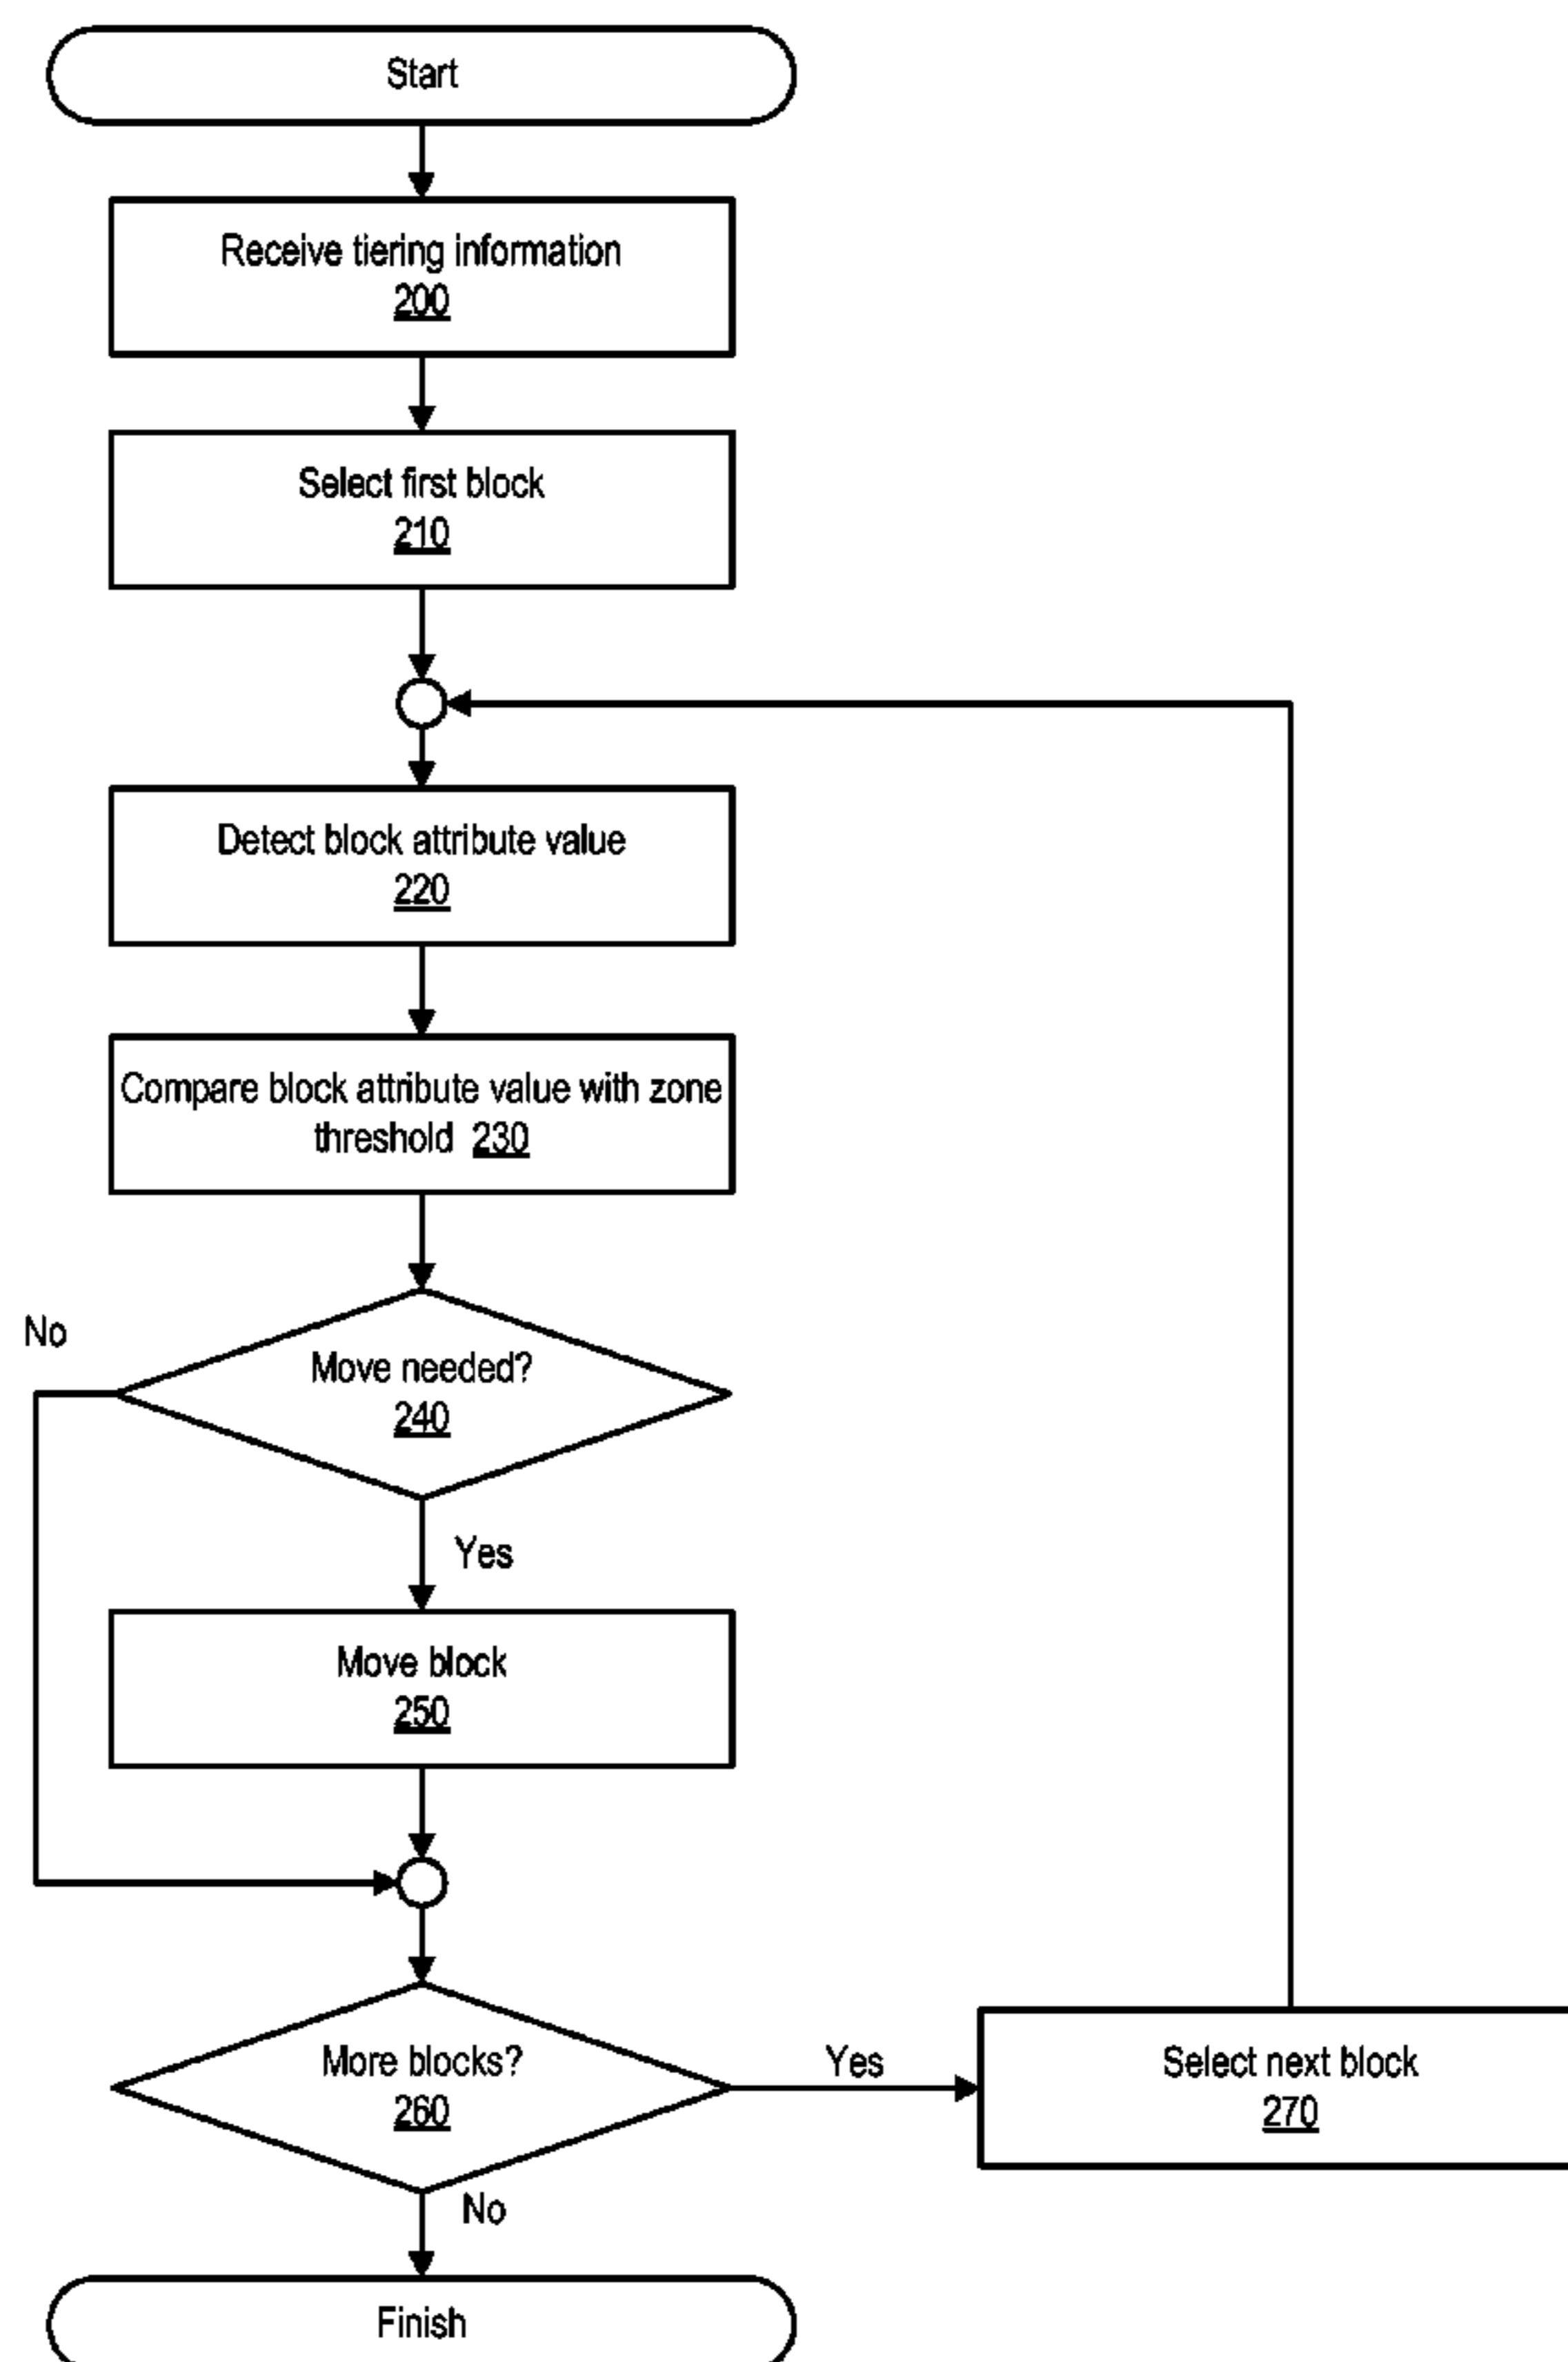 Start
Receive tiering information
200
Select first block
210
Detect block attribute value
220
Compare block attribute value with zone
threshold 230
No
Move needed?
240
Yes
Move block
250
More blocks?
260
Yes
Select next block
270
No
Finish